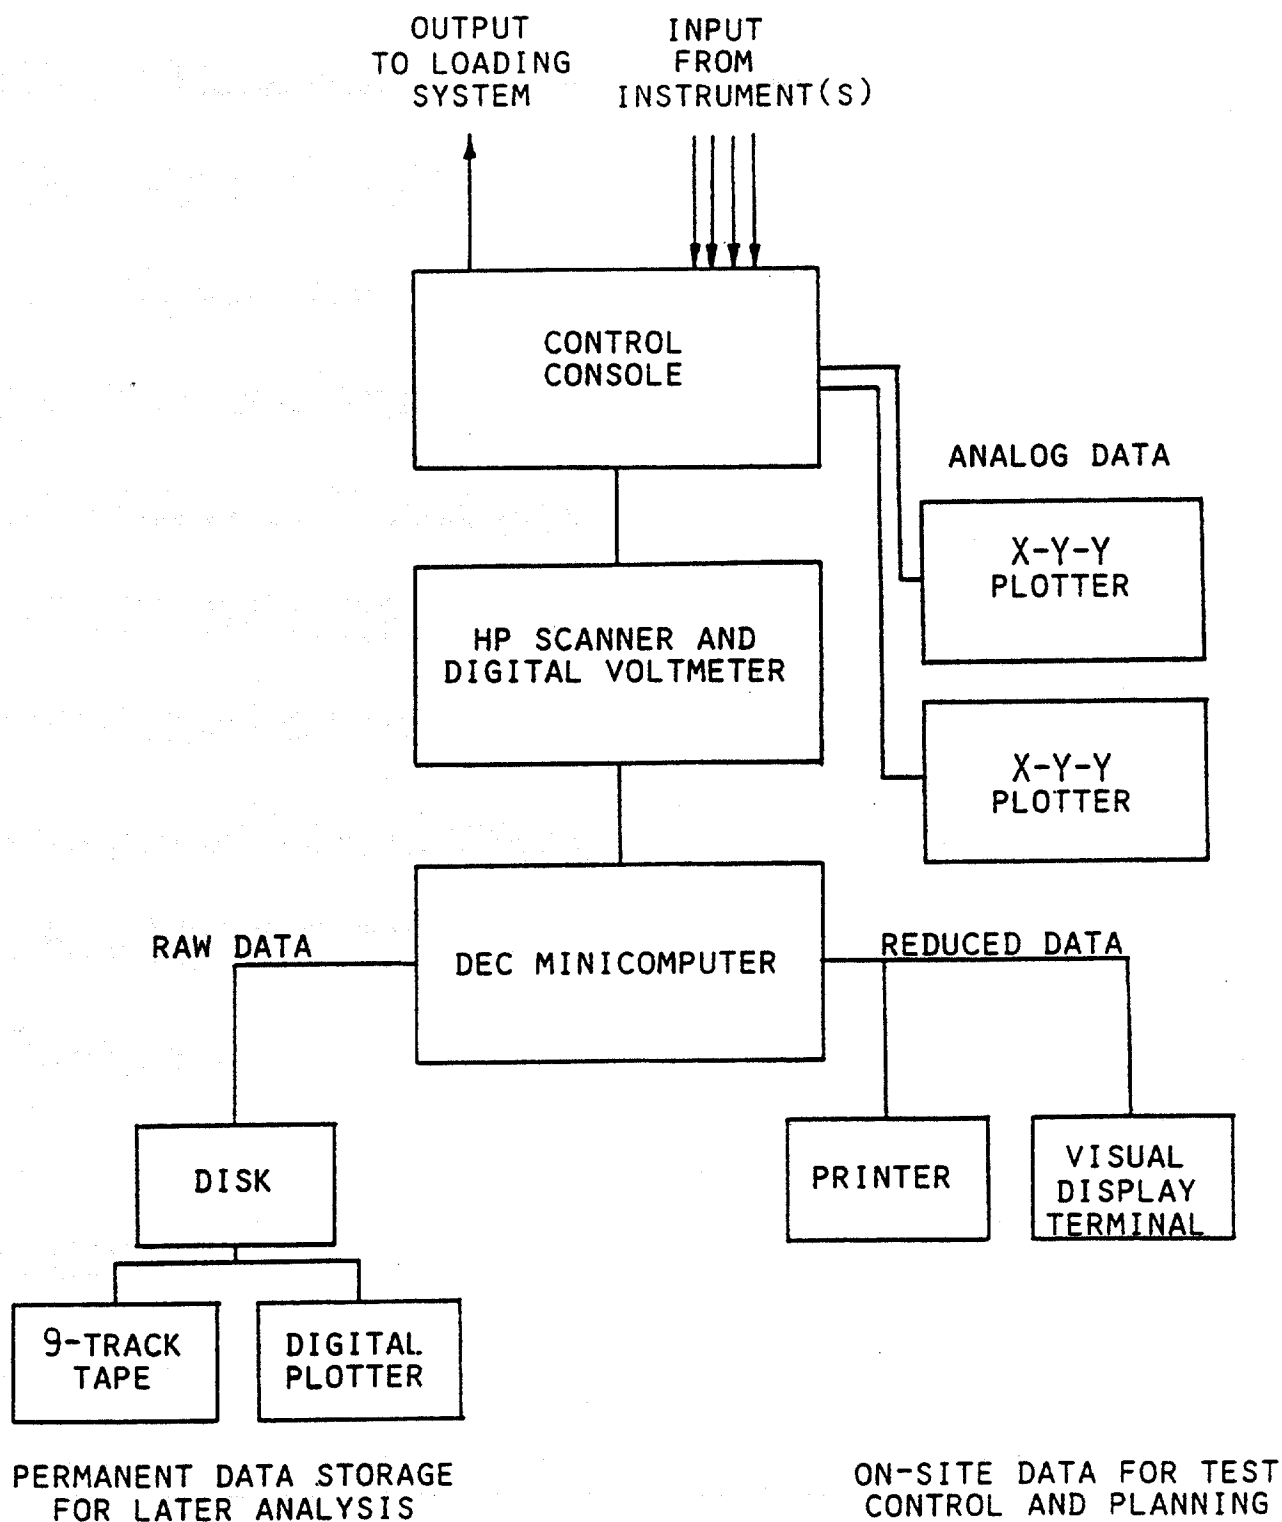 OUTPUT
TO LOADING
SYSTEM
INPUT
FROM
INSTRUMENT(S)
CONTROL
CONSOLE
ANALOG DATA
X-Y-Y
PLOTTER
HP SCANNER AND
DIGITAL VOLTMETER
X-Y-Y
PLOTTER
RAW DATA
DEC MINICOMPUTER
REDUCED DATA
DISK
PRINTER
VISUAL
DISPLAY
TERMINAL
9-TRACK
TAPE
DIGITAL
PLOTTER
PERMANENT DATA STORAGE
FOR LATER ANALYSIS
ON-SITE DATA FOR TEST
CONTROL AND PLANNING